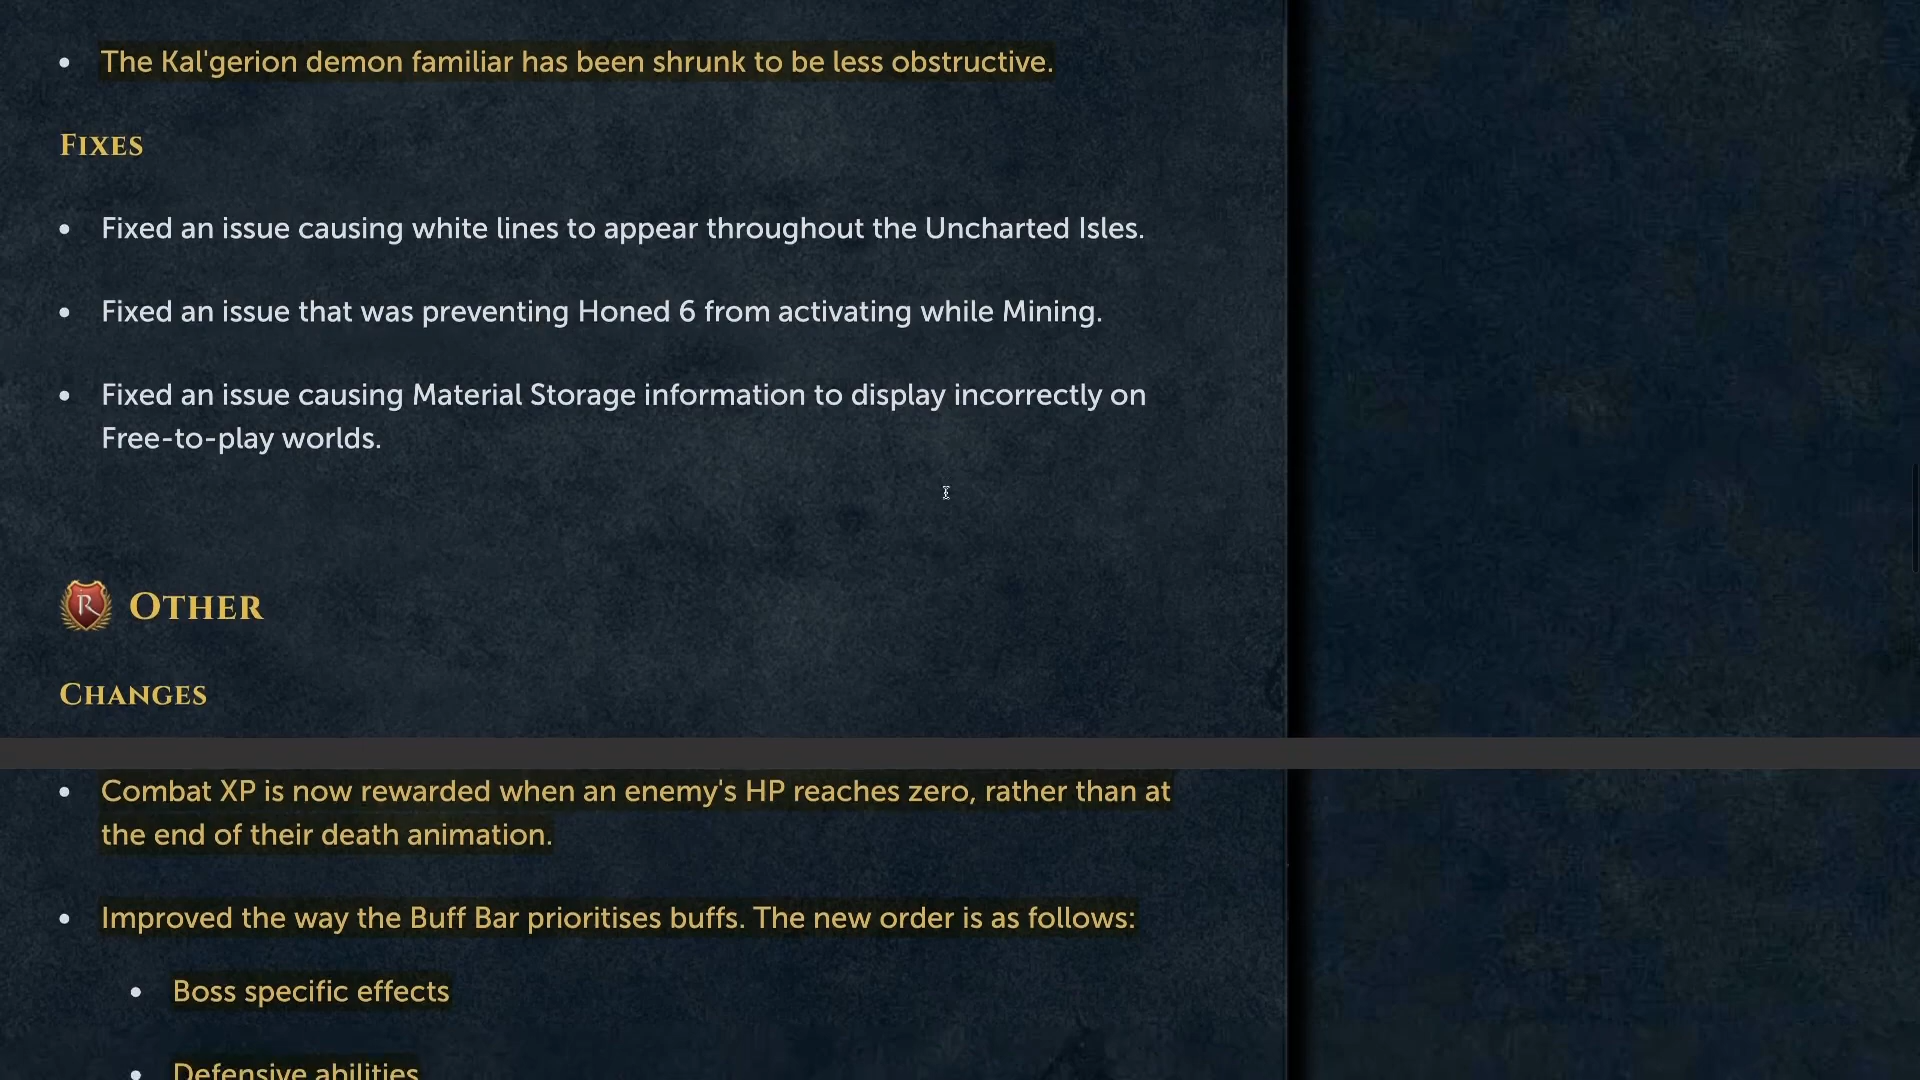 • The Kal'gerion demon familiar has been shrunk to be less obstructive.
FIXES
• Fixed an issue causing white lines to appear throughout the Uncharted Isles.
• Fixed an issue that was preventing Honed 6 from activating while Mining.
• Fixed an issue causing Material Storage information to display incorrectly on
Free-to-play worlds.
R OTHER
CHANGES
• Combat XP is now rewarded when an enemy's HP reaches zero, rather than at
the end of their death animation.
• Improved the way the Buff Bar prioritises buffs. The new order is as follows:
• Boss specific effects
• Defensive abilities